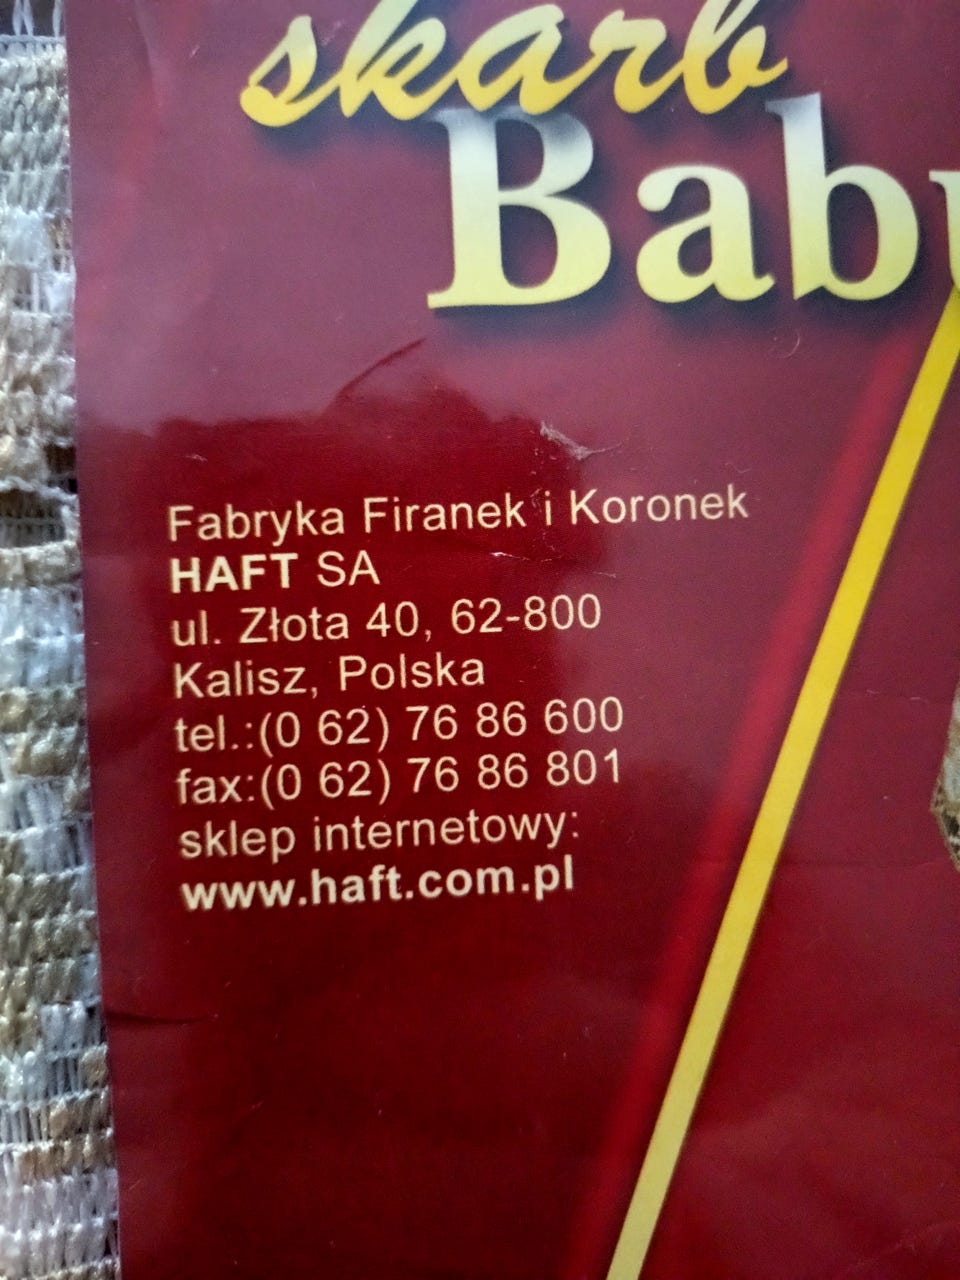 skarb
Fabryka Firanek i Koronek
HAFT SA
ul. Złota 40, 62-800
Kalisz, Polska
tel.:(0 62) 76 86 600
fax:(0 62) 76 86 801
sklep internetowy:
www.haft.com.pl